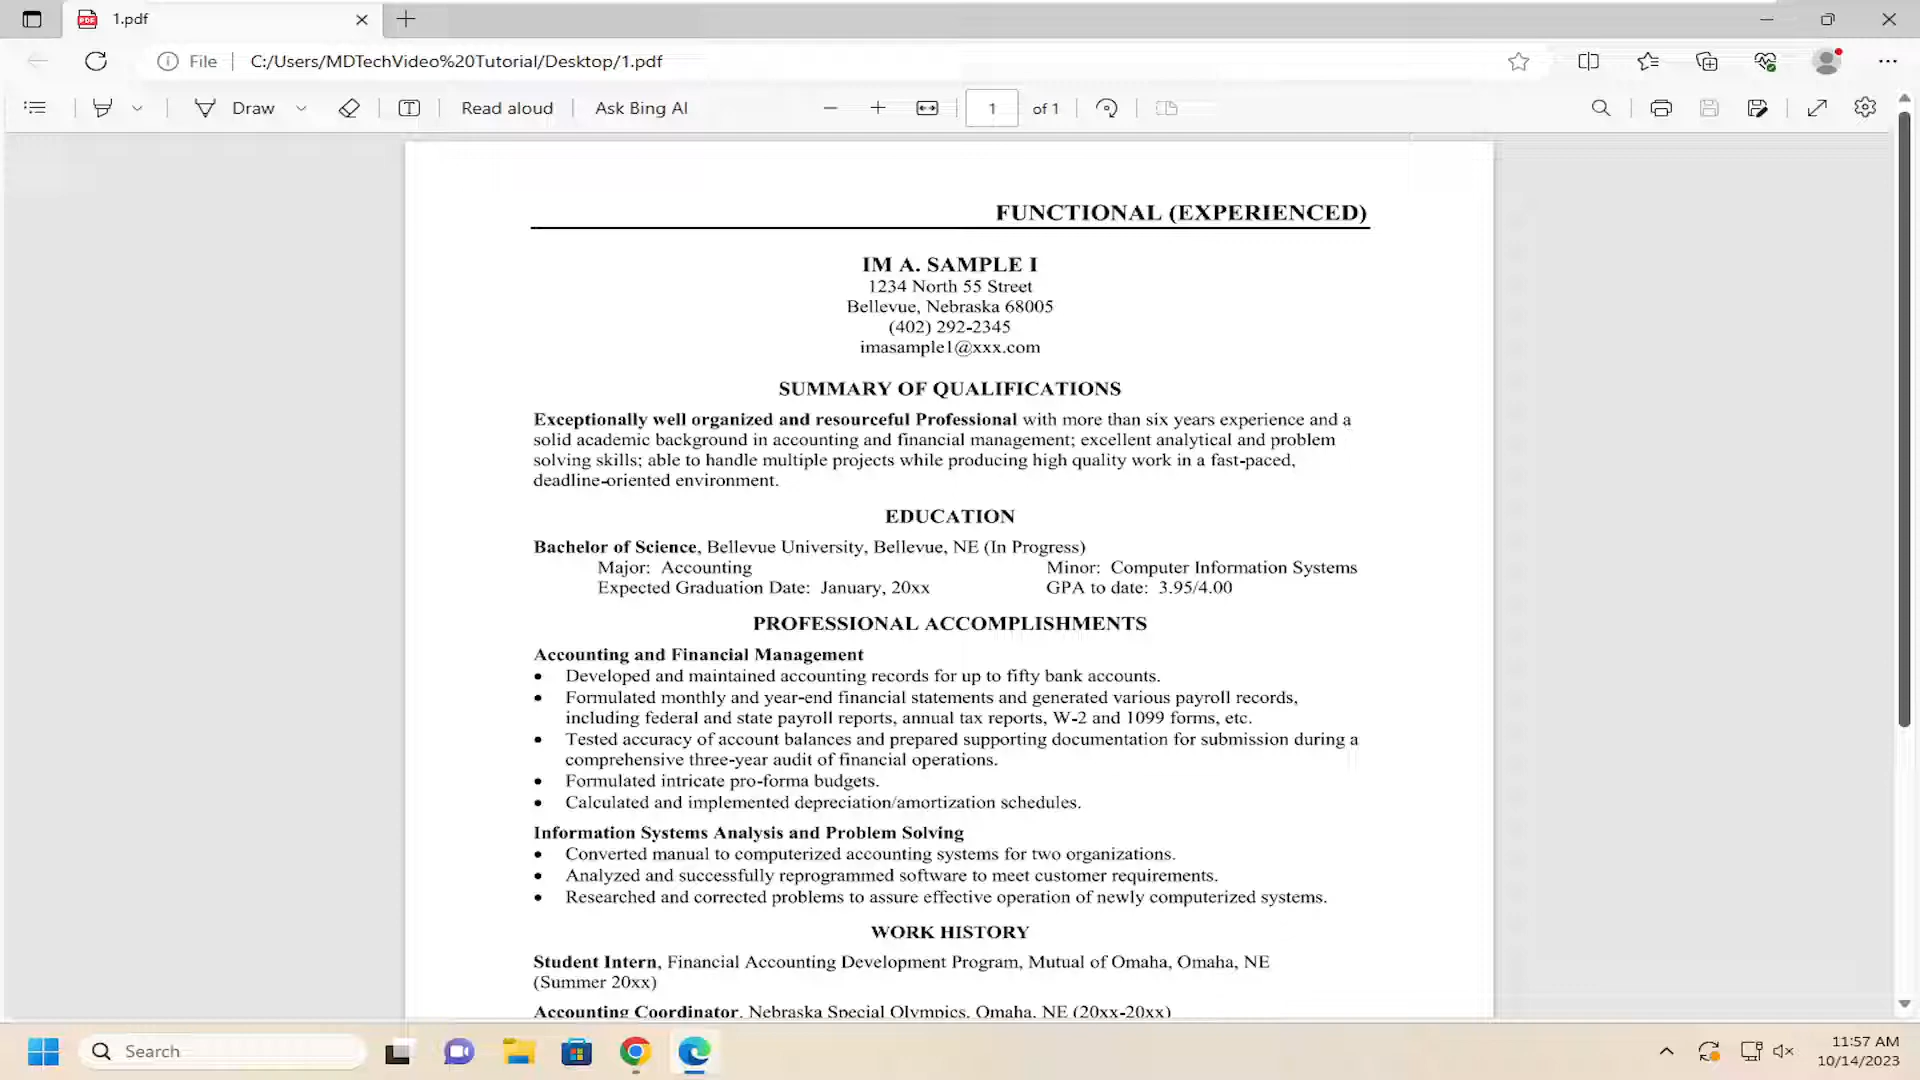 1.pdf
File
C:/Users/MDTechVideo%20Tutorial/Desktop/1.pdf
Draw
Read aloud
Ask Bing AI
1 of 1
FUNCTIONAL (EXPERIENCED)
IM A. SAMPLE I
1234 North 55 Street
Bellevue, Nebraska 68005
(402) 292-2345
imasample1@xxx.com
SUMMARY OF QUALIFICATIONS
Exceptionally well organized and resourceful Professional with more than six years experience and a
solid academic background in accounting and financial management; excellent analytical and problem
solving skills; able to handle multiple projects while producing high quality work in a fast-paced,
deadline-oriented environment.
EDUCATION
Bachelor of Science, Bellevue University, Bellevue, NE (In Progress)
Major: Accounting Minor: Computer Information Systems
Expected Graduation Date: January, 20xx GPA to date: 3.95/4.00
PROFESSIONAL ACCOMPLISHMENTS
Accounting and Financial Management
• Developed and maintained accounting records for up to fifty bank accounts.
• Formulated monthly and year-end financial statements and generated various payroll records,
including federal and state payroll reports, annual tax reports, W-2 and 1099 forms, etc.
• Tested accuracy of account balances and prepared supporting documentation for submission during a
comprehensive three-year audit of financial operations.
• Formulated intricate pro-forma budgets.
• Calculated and implemented depreciation/amortization schedules.
Information Systems Analysis and Problem Solving
• Converted manual to computerized accounting systems for two organizations.
• Analyzed and successfully reprogrammed software to meet customer requirements.
• Researched and corrected problems to assure effective operation of newly computerized systems.
WORK HISTORY
Student Intern, Financial Accounting Development Program, Mutual of Omaha, Omaha, NE
(Summer 20xx)
Accounting Coordinator, Nebraska Special Olympics, Omaha, NE (20xx-20xx)
Search
11:57 AM
10/14/2023